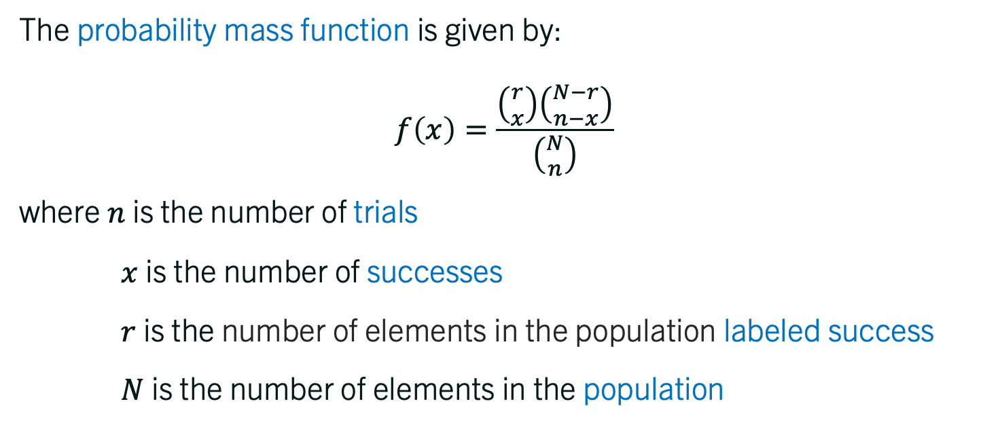 The probability mass function is given by:
f(x) = \frac{\binom{r}{x}\binom{N-r}{n-x}}{\binom{N}{n}}
where n is the number of trials
x is the number of successes
r is the number of elements in the population labeled success
N is the number of elements in the population